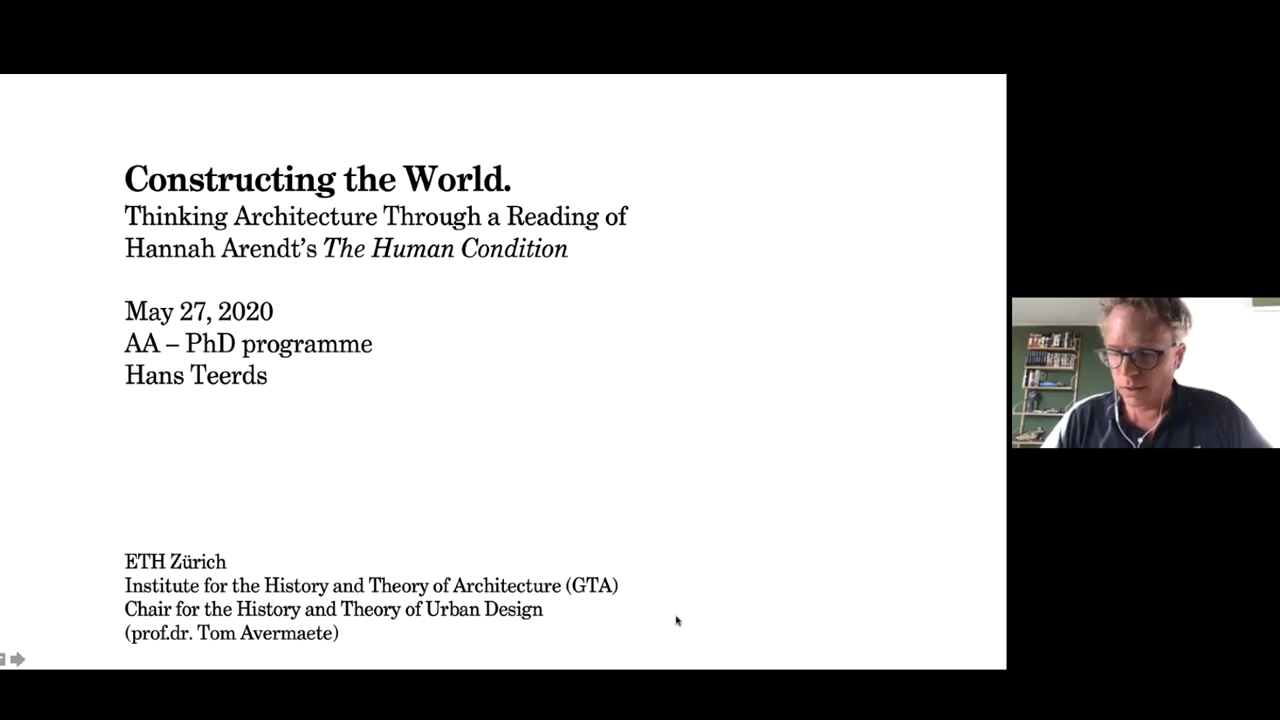 Constructing the World.
Thinking Architecture Through a Reading of
Hannah Arendt’s The Human Condition
May 27, 2020
AA – PhD programme
Hans Teerds
ETH Zürich
Institute for the History and Theory of Architecture (GTA)
Chair for the History and Theory of Urban Design
(prof.dr. Tom Avermaete)